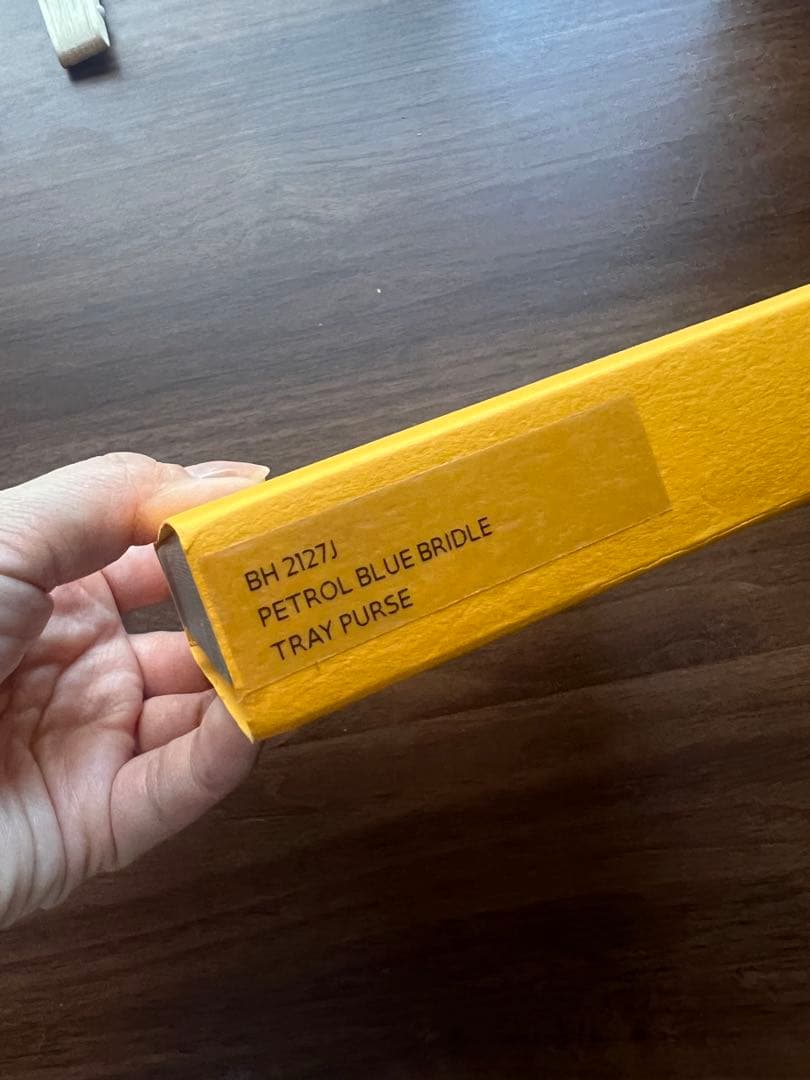 BH 2127J
PETROL BLUE BRIDLE
TRAY PURSE